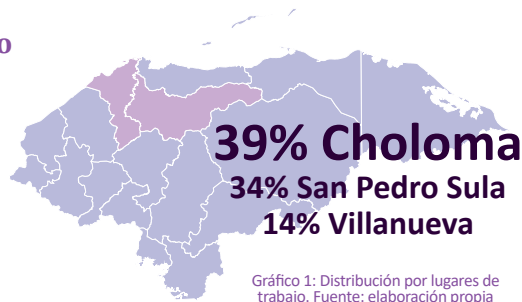 o
39% Choloma
34% San Pedro Sula
14% Villanueva
Gráfico 1: Distribución por lugares de
trabajo. Fuente: elaboración propia